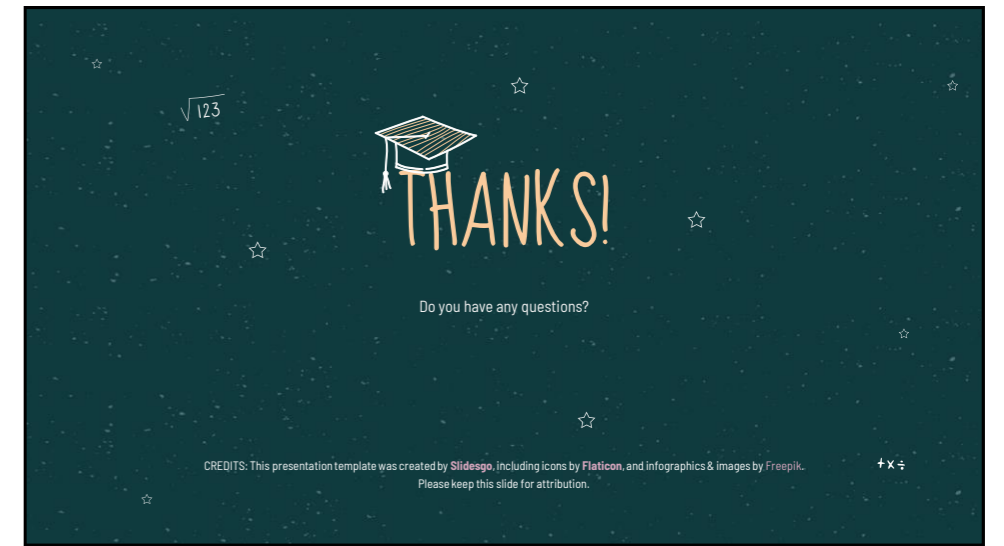 √123
THANKS!
Do you have any questions?
CREDITS: This presentation template was created by Slidesgo, including icons by Flaticon, and infographics & images by Freepik.
Please keep this slide for attribution.
+x÷